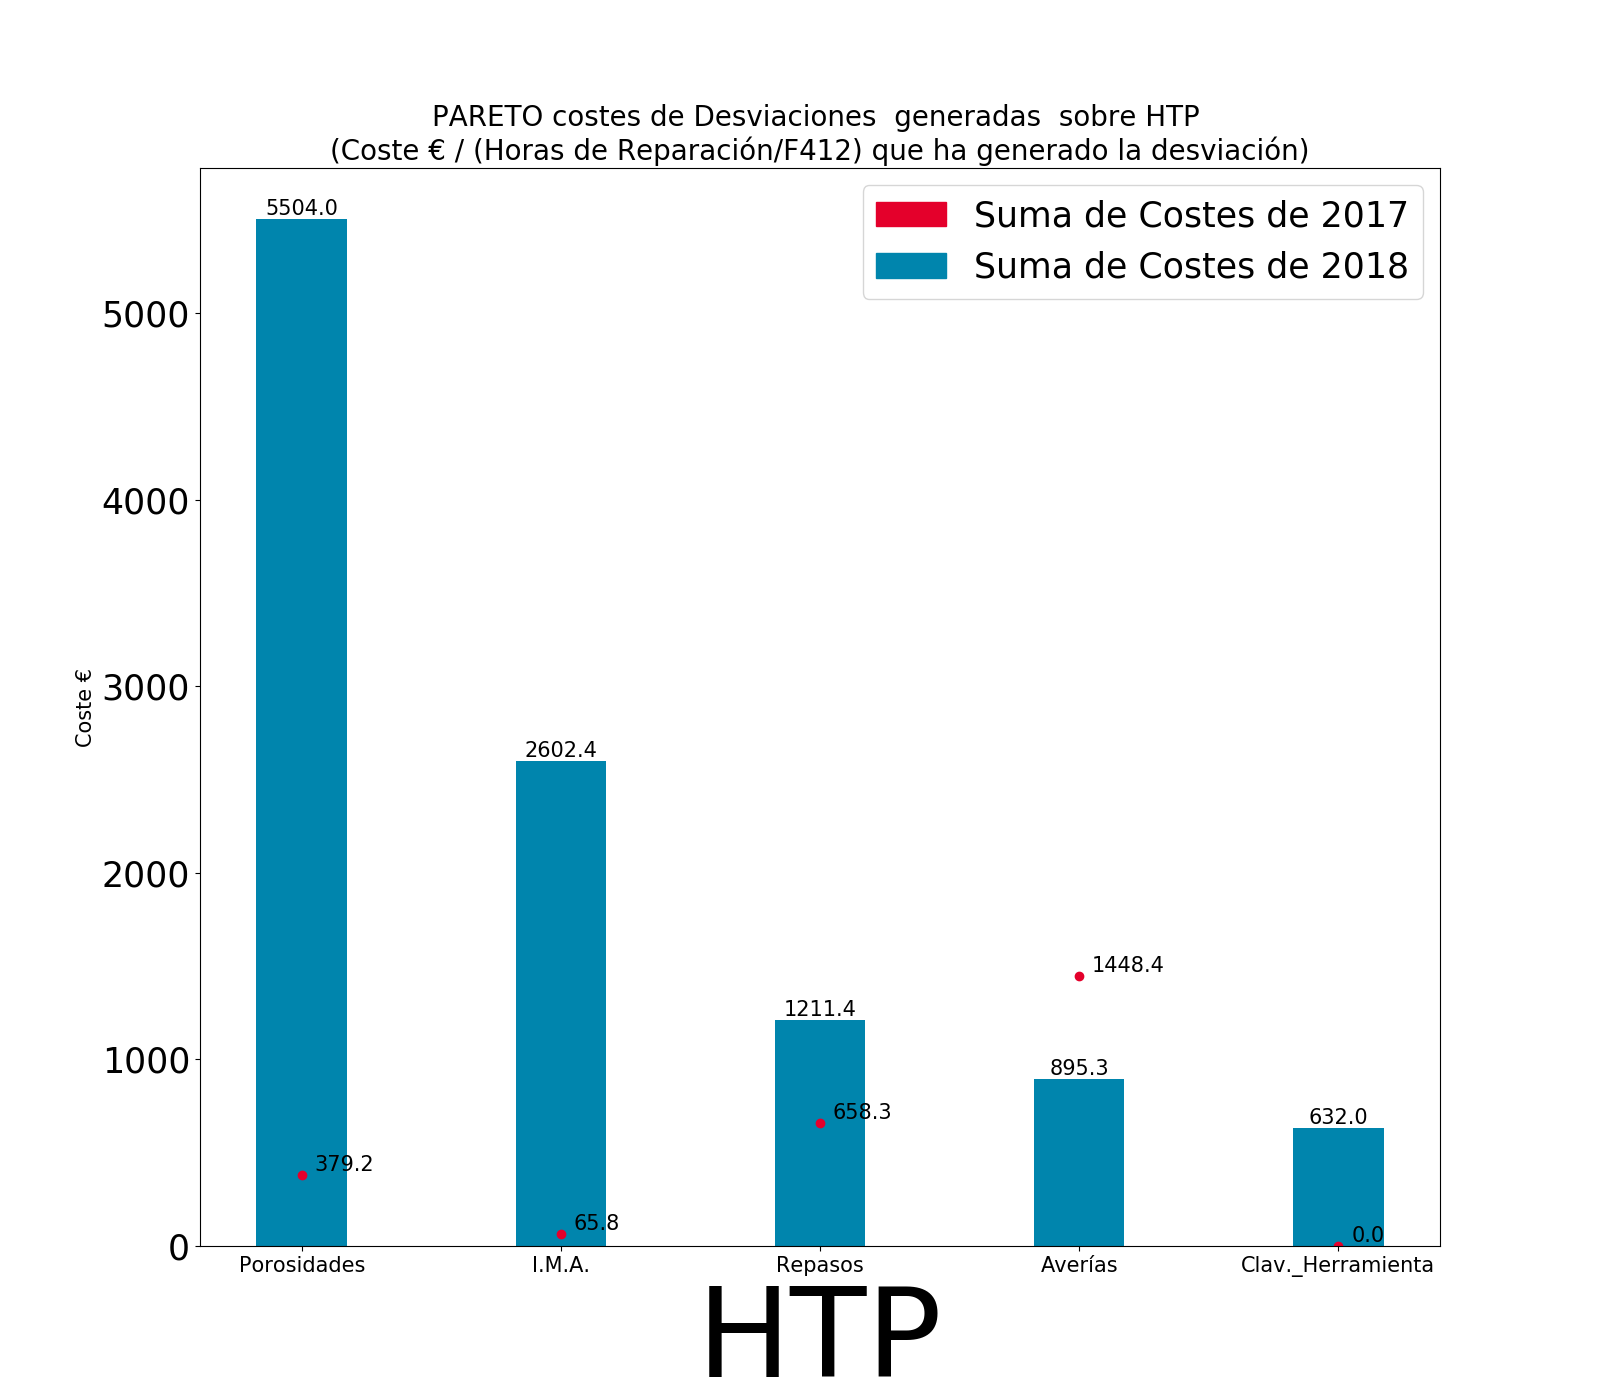 PARETO costes de Desviaciones  generadas  sobre HTP
(Coste € / (Horas de Reparación/F412) que ha generado la desviación)
Suma de Costes de 2017
Suma de Costes de 2018
Coste €
5000
4000
3000
2000
1000
0
5504.0
2602.4
1211.4
895.3
632.0
379.2
65.8
658.3
1448.4
0.0
Porosidades
I.M.A.
Repasos
Averías
Clav._Herramienta
HTP